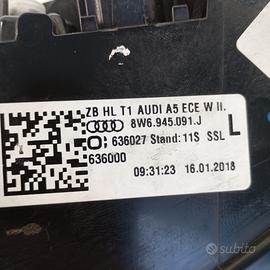 ZB HL T1 AUDI A5 ECE W II.
8W6.945.091.J
636027 Stand: 11S SSL
L
636000
09:31:23 16.01.2018
subito